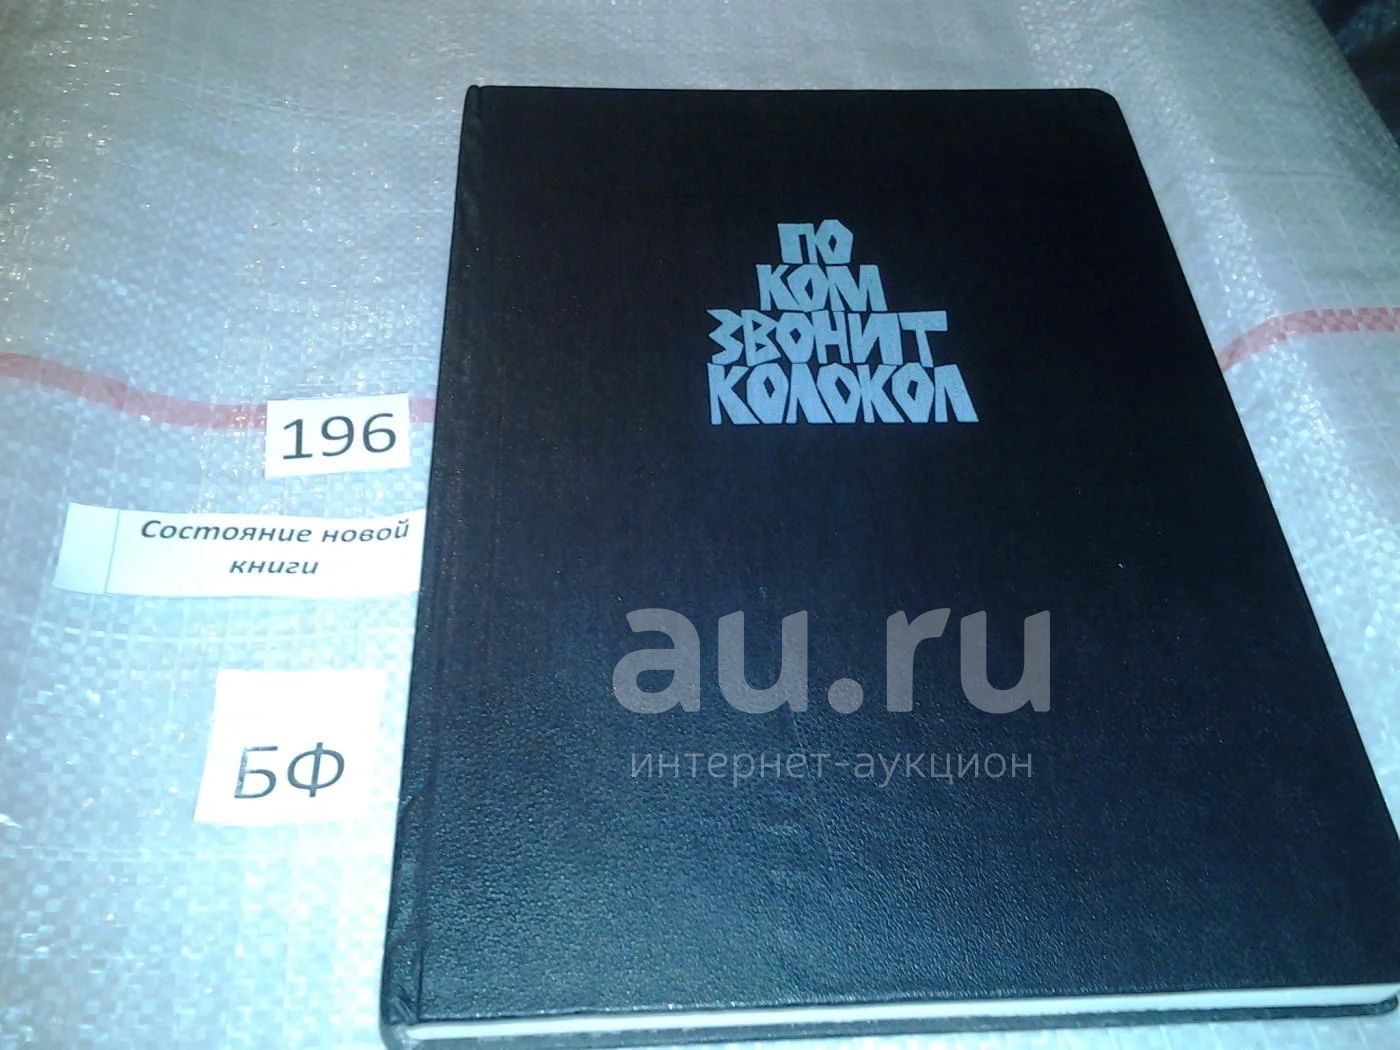 ПО
КОМ
ЗВОНИТ
КОЛОКОЛ
196
Состояние новой
книги
БФ
au.ru
интернет-аукцион